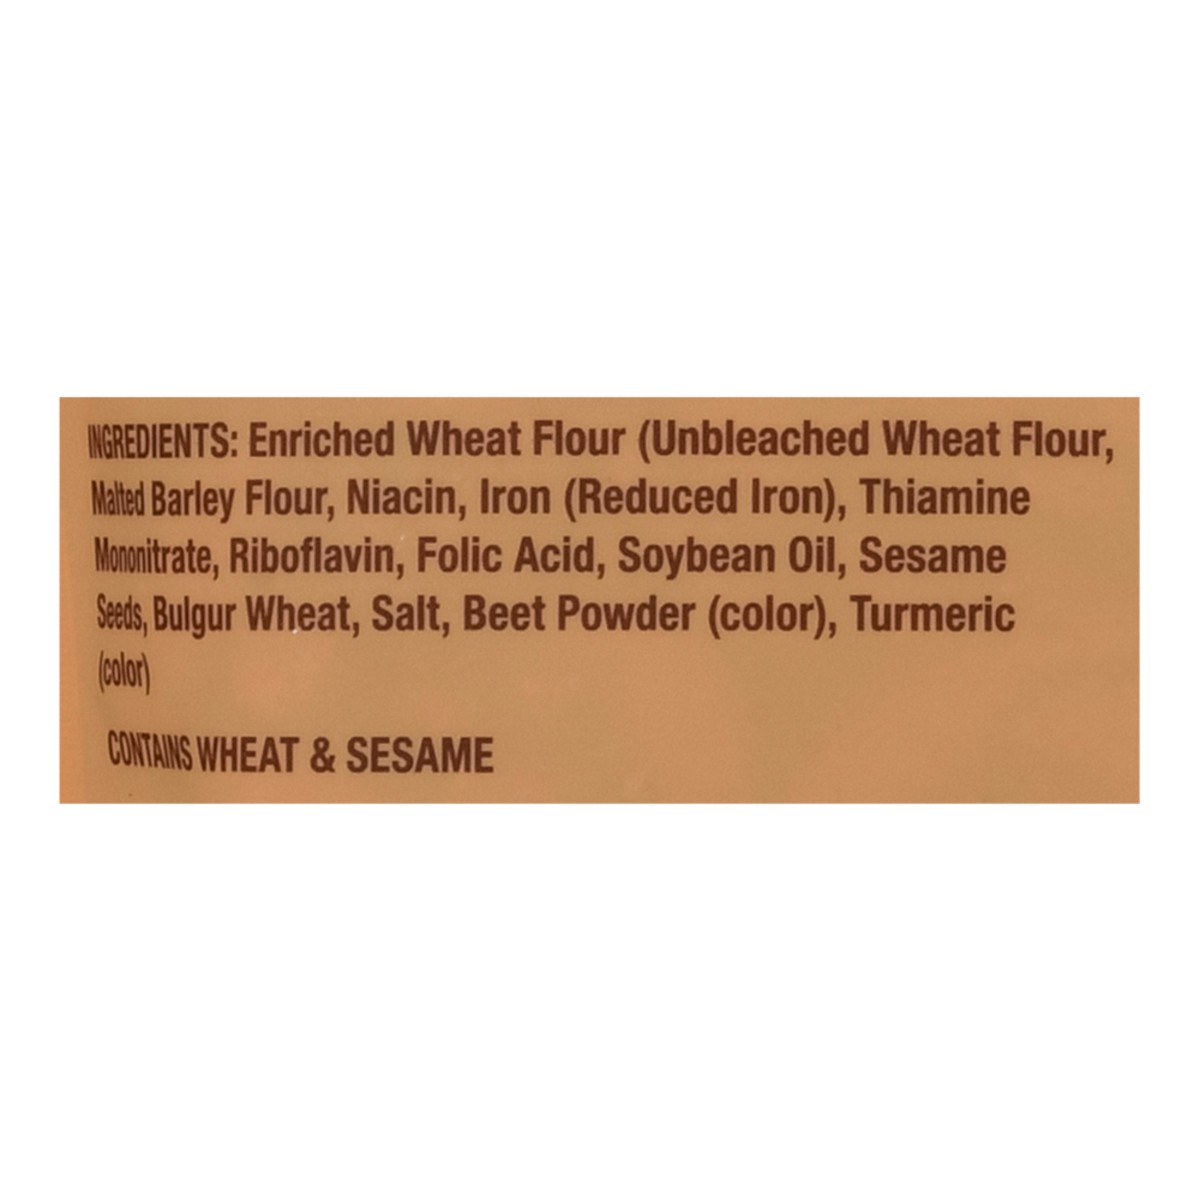 INGREDIENTS: Enriched Wheat Flour (Unbleached Wheat Flour,
Malted Barley Flour, Niacin, Iron (Reduced Iron), Thiamine
Mononitrate, Riboflavin, Folic Acid, Soybean Oil, Sesame
Seeds, Bulgur Wheat, Salt, Beet Powder (color), Turmeric
(color)
CONTAINS WHEAT & SESAME